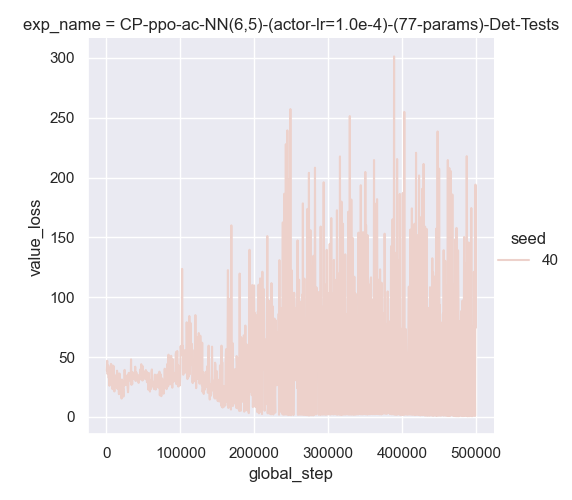 exp_name = CP-ppo-ac-NN(6,5)-(actor-lr=1.0e-4)-(77-params)-Det-Tests
300
250
200
150
100
50
0
value_loss
0 100000 200000 300000 400000 500000
global_step
seed
40